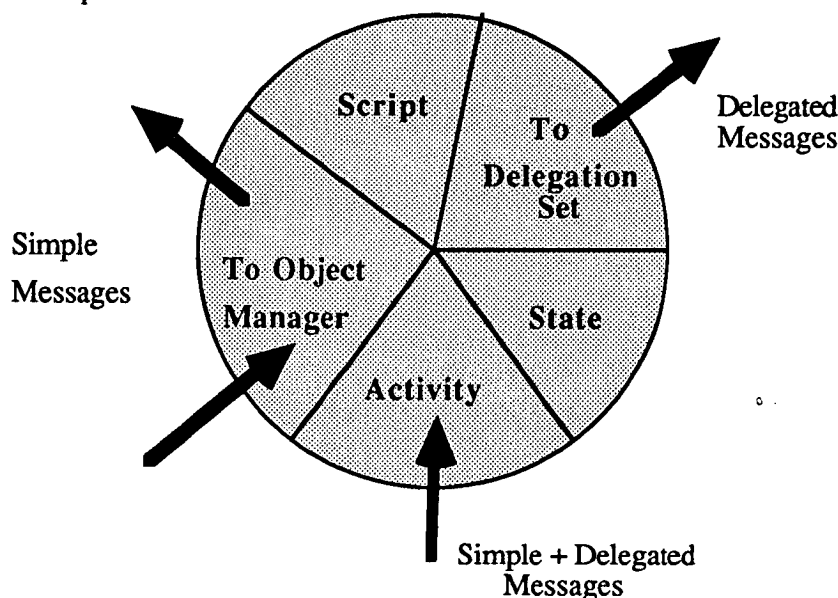 Script
To
Delegation
Set
Delegated
Messages
Simple
Messages
To Object
Manager
State
Activity
Simple + Delegated
Messages